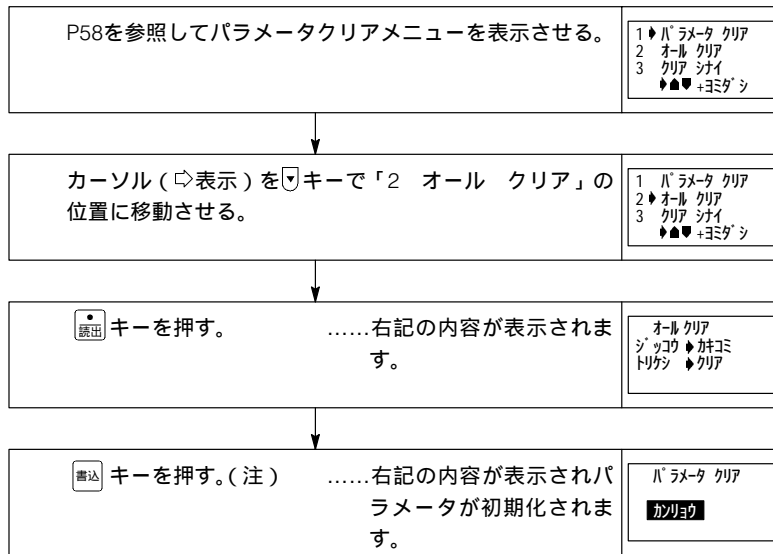 P58を参照してパラメータクリアメニューを表示させる。
1 ﾊﾟﾗﾒｰﾀ ｸﾘｱ
2 ｵｰﾙ ｸﾘｱ
3 ｸﾘｱ ｼﾅｲ
+ﾖﾐﾀﾞｼ
カーソル（⇨表示）を▼キーで「2　オール　クリア」の
位置に移動させる。
1 ﾊﾟﾗﾒｰﾀ ｸﾘｱ
2 ｵｰﾙ ｸﾘｱ
3 ｸﾘｱ ｼﾅｲ
+ﾖﾐﾀﾞｼ
読出 キーを押す。 ……右記の内容が表示されま
す。
ｵｰﾙ ｸﾘｱ
ｼﾞｯｺｳ ｶｷｺﾐ
ﾄﾘｹｼ ｸﾘｱ
書込 キーを押す。(注) ……右記の内容が表示されパ
ラメータが初期化されま
す。
ﾊﾟﾗﾒｰﾀ ｸﾘｱ
ｶﾝﾘｮｳ